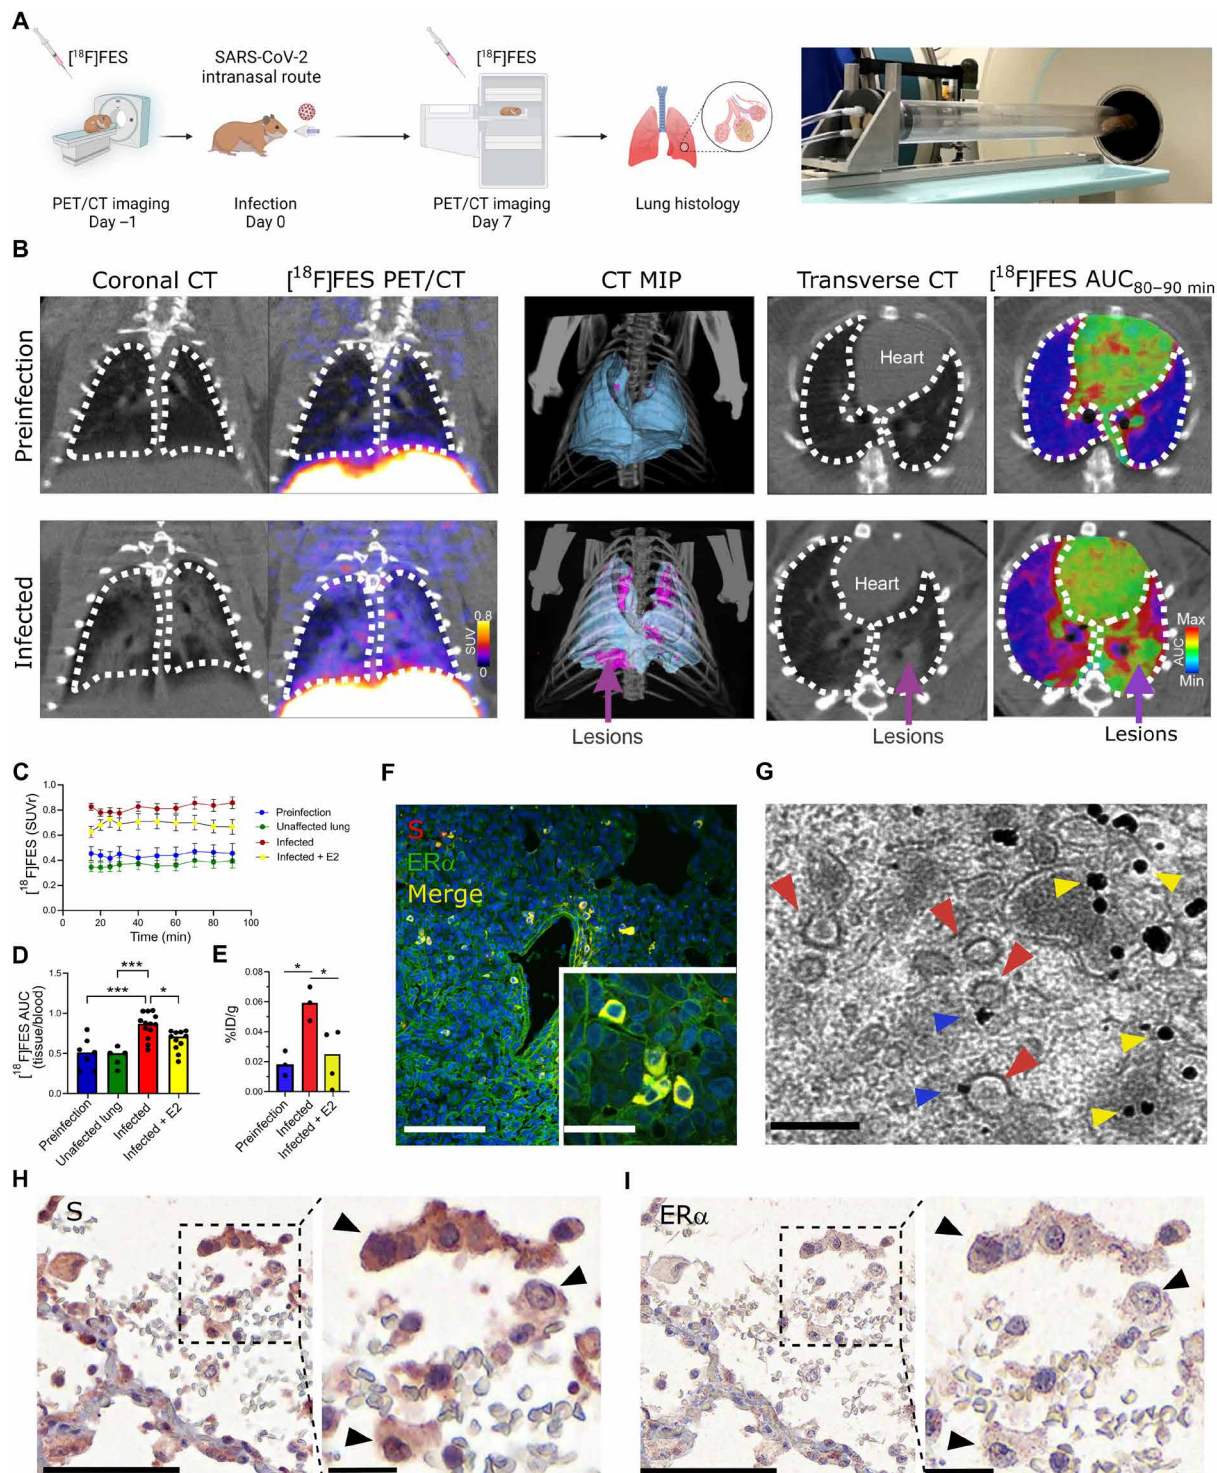 A
[¹⁸F]FES
SARS-CoV-2
intranasal route
[¹⁸F]FES
PET/CT imaging
Day –1
Infection
Day 0
PET/CT imaging
Day 7
Lung histology
B
Coronal CT
[¹⁸F]FES PET/CT
CT MIP
Transverse CT
[¹⁸F]FES AUC80–90 min
Preinfection
Heart
Infected
0.8
SUV
0
Heart
Max
AUC
Min
Lesions
Lesions
Lesions
C
[¹⁸F]FES (SUVr)
1.0
0.8
0.6
0.4
0.2
0.0
0
20
40
60
80
100
Time (min)
Preinfection
Unaffected lung
Infected
Infected + E2
D
[¹⁸F]FES AUC
(tissue/blood)
1.5
1.0
0.5
0.0
***
***
*
Preinfection
Unafected lung
Infected
Infected + E2
E
%ID/g
0.08
0.06
0.04
0.02
0.00
*
*
Preinfection
Infected
Infected + E2
F
S
ERα
Merge
G
H
S
I
ERα